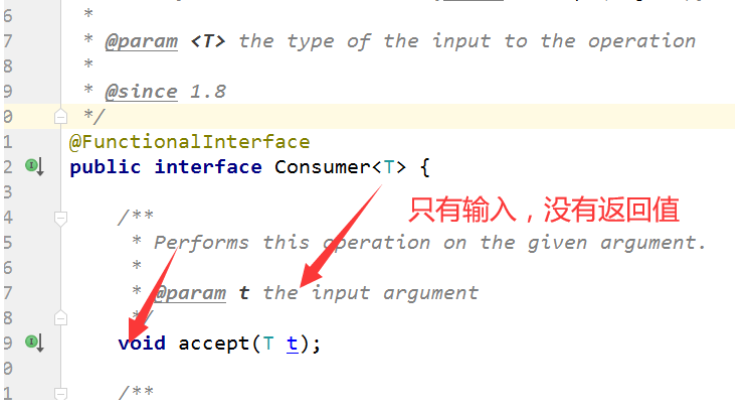 6 *
7 * @param <T> the type of the input to the operation
8 *
9 * @since 1.8
0 */
1 @FunctionalInterface
2 public interface Consumer<T> {
3
4 /**
5 * Performs this operation on the given argument.
6 *
7 * @param t the input argument
8 */
9 void accept(T t);
0
1 /**
只有输入，没有返回值